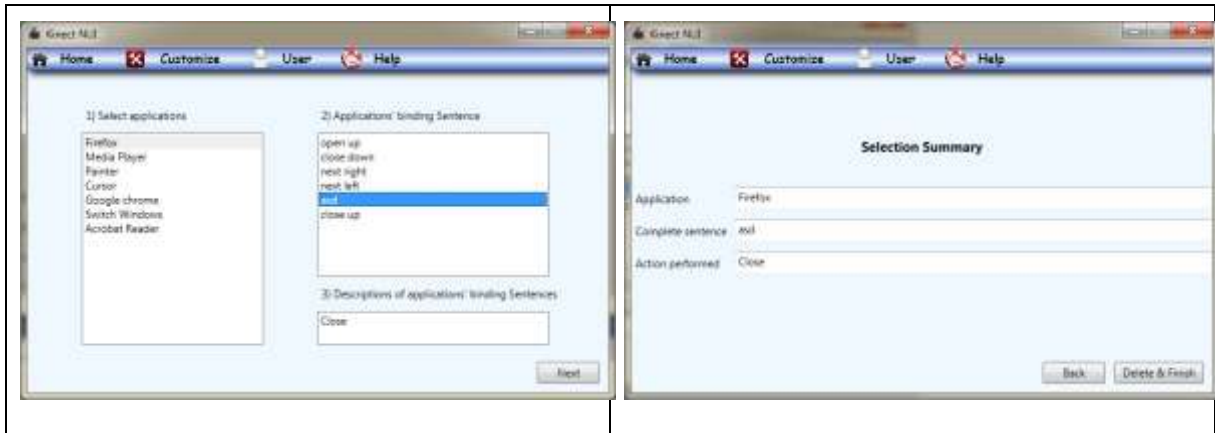 Kinect NUI
Home Customize User Help
1) Select applications
Firefox
Media Player
Painter
Cursor
Google chrome
Switch Windows
Acrobat Reader
2) Applications' binding Sentence
open up
close down
next right
next left
asd
close up
3) Descriptions of applications' binding Sentences
Close
Next
Kinect NUI
Home Customize User Help
Selection Summary
Application Firefox
Complete sentence asd
Action performed Close
Back Delete & Finish